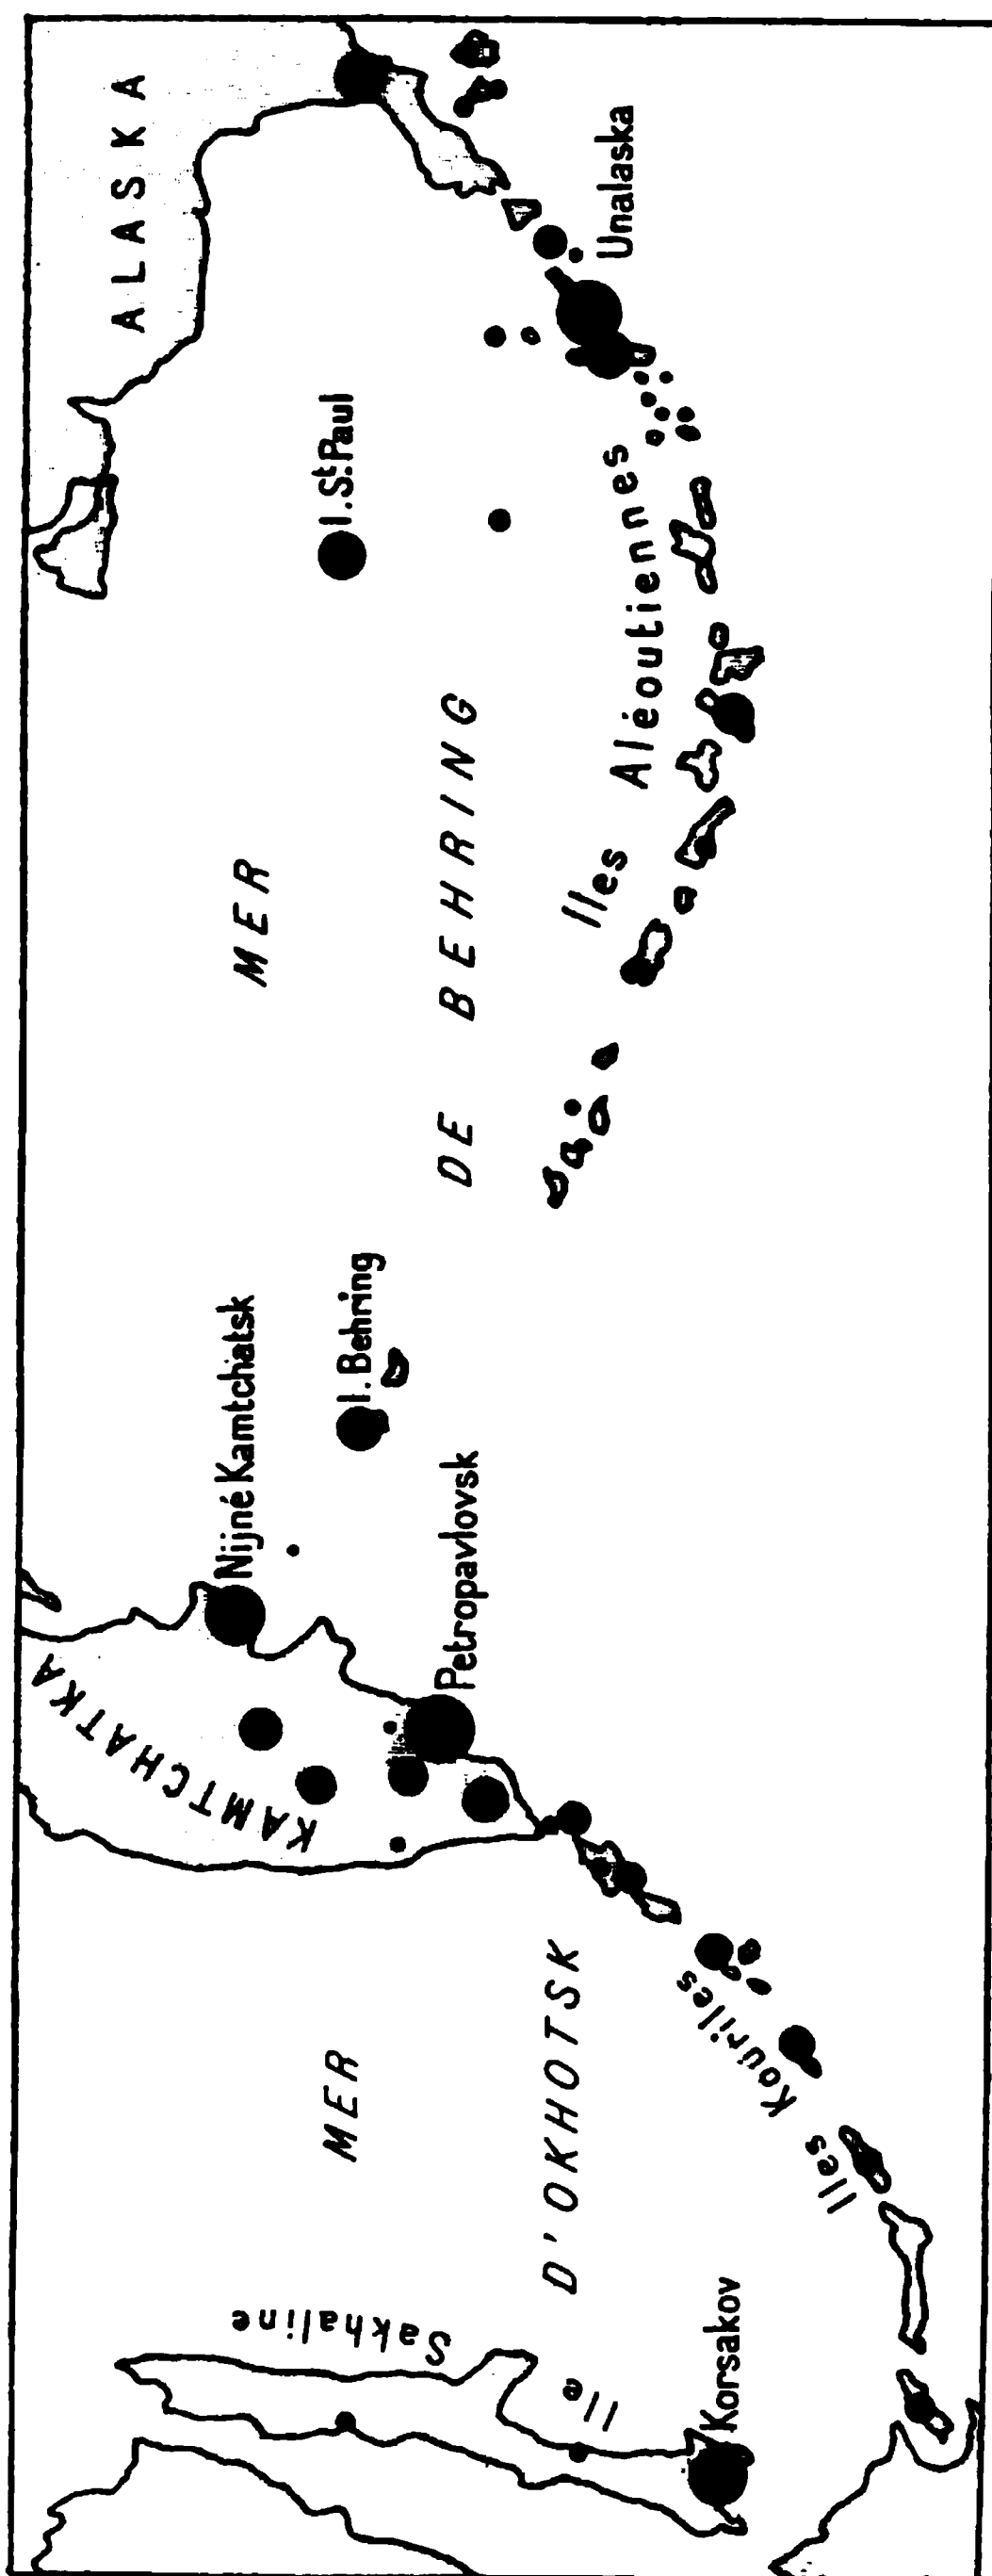 ALASKA
Unalaska
I. St. Paul
Iles Aléoutiennes
MER
DE BEHRING
I. Behring
Nijné Kamtchatsk
Petropavlovsk
KAMTCHATKA
MER
D'OKHOTSK
Iles Kouriles
Ile Sakhaline
Korsakov